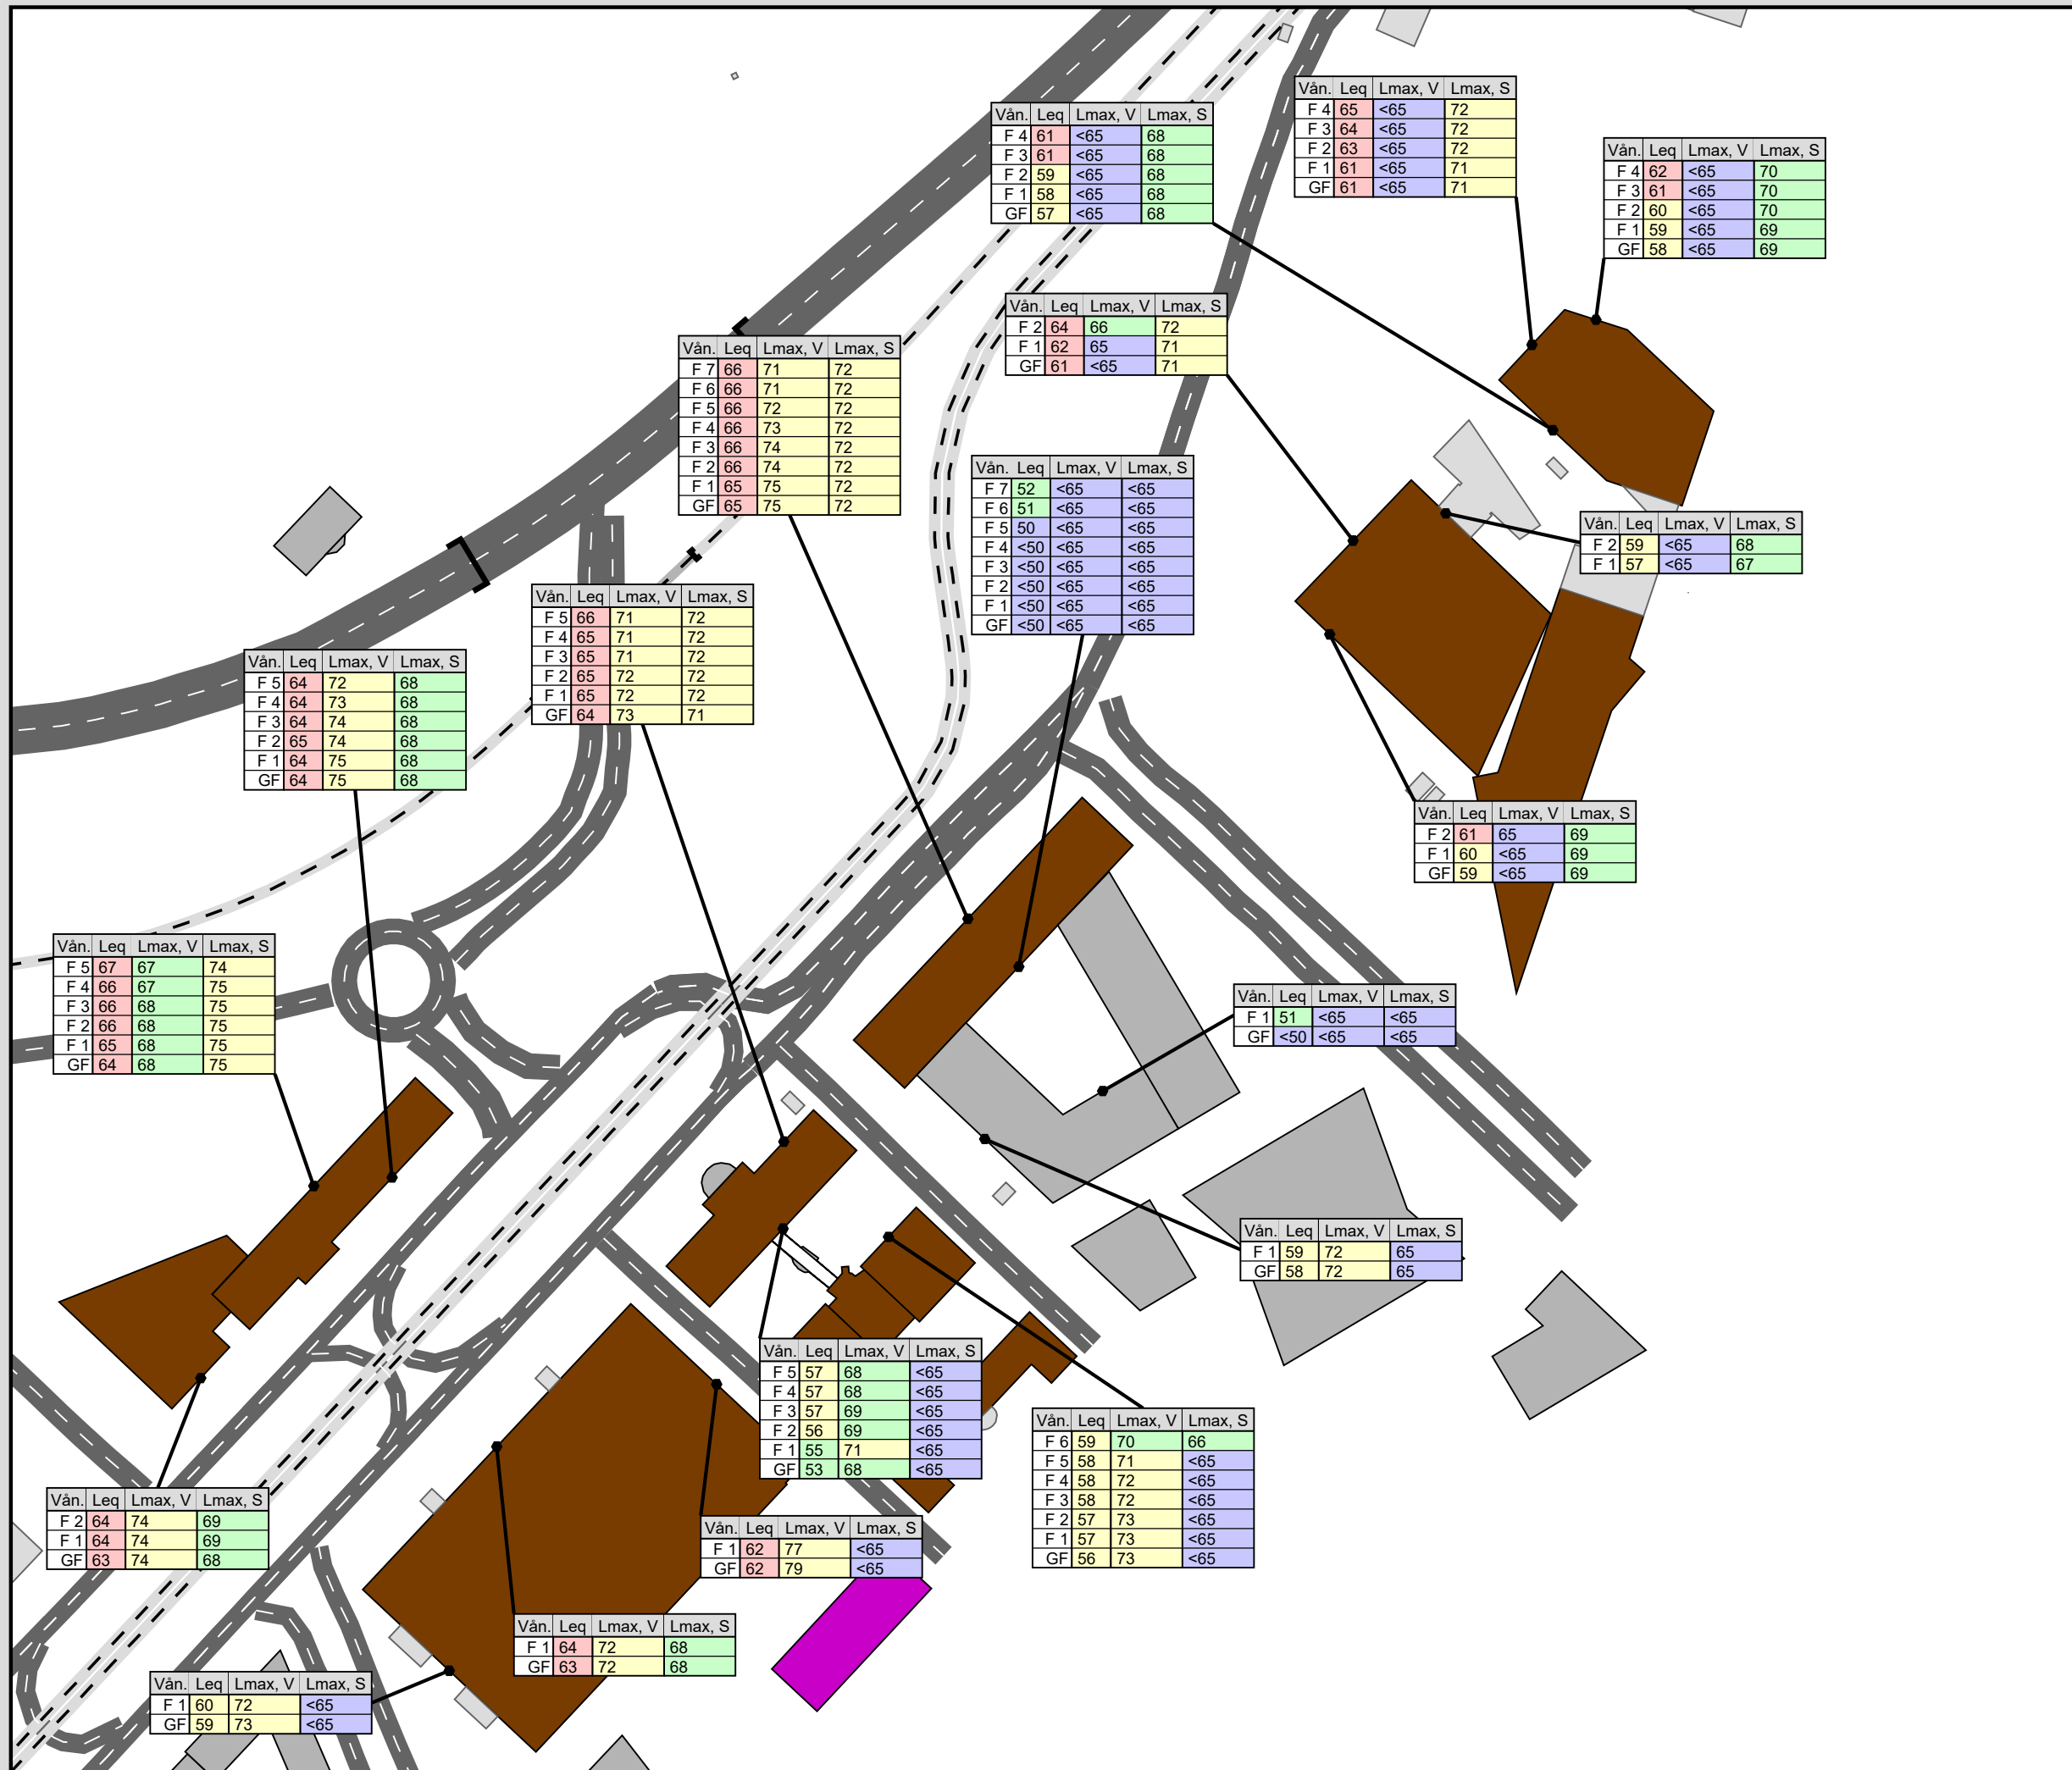 Vån. Leq Lmax, V Lmax, S
F 4 65 <65 72
F 3 64 <65 72
F 2 63 <65 72
F 1 61 <65 71
GF 61 <65 71
Vån. Leq Lmax, V Lmax, S
F 4 61 <65 68
F 3 61 <65 68
F 2 59 <65 68
F 1 58 <65 68
GF 57 <65 68
Vån. Leq Lmax, V Lmax, S
F 4 62 <65 70
F 3 61 <65 70
F 2 60 <65 70
F 1 59 <65 69
GF 58 <65 69
Vån. Leq Lmax, V Lmax, S
F 2 64 66 72
F 1 62 65 71
GF 61 <65 71
Vån. Leq Lmax, V Lmax, S
F 7 66 71 72
F 6 66 71 72
F 5 66 72 72
F 4 66 73 72
F 3 66 74 72
F 2 66 74 72
F 1 65 75 72
GF 65 75 72
Vån. Leq Lmax, V Lmax, S
F 7 52 <65 <65
F 6 51 <65 <65
F 5 50 <65 <65
F 4 <50 <65 <65
F 3 <50 <65 <65
F 2 <50 <65 <65
F 1 <50 <65 <65
GF <50 <65 <65
Vån. Leq Lmax, V Lmax, S
F 2 59 <65 68
F 1 57 <65 67
Vån. Leq Lmax, V Lmax, S
F 5 66 71 72
F 4 65 71 72
F 3 65 71 72
F 2 65 72 72
F 1 65 72 72
GF 64 73 71
Vån. Leq Lmax, V Lmax, S
F 5 64 72 68
F 4 64 73 68
F 3 64 74 68
F 2 65 74 68
F 1 64 75 68
GF 64 75 68
Vån. Leq Lmax, V Lmax, S
F 2 61 65 69
F 1 60 <65 69
GF 59 <65 69
Vån. Leq Lmax, V Lmax, S
F 5 67 67 74
F 4 66 67 75
F 3 66 68 75
F 2 66 68 75
F 1 65 68 75
GF 64 68 75
Vån. Leq Lmax, V Lmax, S
F 1 51 <65 <65
GF <50 <65 <65
Vån. Leq Lmax, V Lmax, S
F 1 59 72 65
GF 58 72 65
Vån. Leq Lmax, V Lmax, S
F 5 57 68 <65
F 4 57 68 <65
F 3 57 69 <65
F 2 56 69 <65
F 1 55 71 <65
GF 53 68 <65
Vån. Leq Lmax, V Lmax, S
F 6 59 70 66
F 5 58 71 <65
F 4 58 72 <65
F 3 58 72 <65
F 2 57 73 <65
F 1 57 73 <65
GF 56 73 <65
Vån. Leq Lmax, V Lmax, S
F 2 64 74 69
F 1 64 74 69
GF 63 74 68
Vån. Leq Lmax, V Lmax, S
F 1 62 77 <65
GF 62 79 <65
Vån. Leq Lmax, V Lmax, S
F 1 64 72 68
GF 63 72 68
Vån. Leq Lmax, V Lmax, S
F 1 60 72 <65
GF 59 73 <65